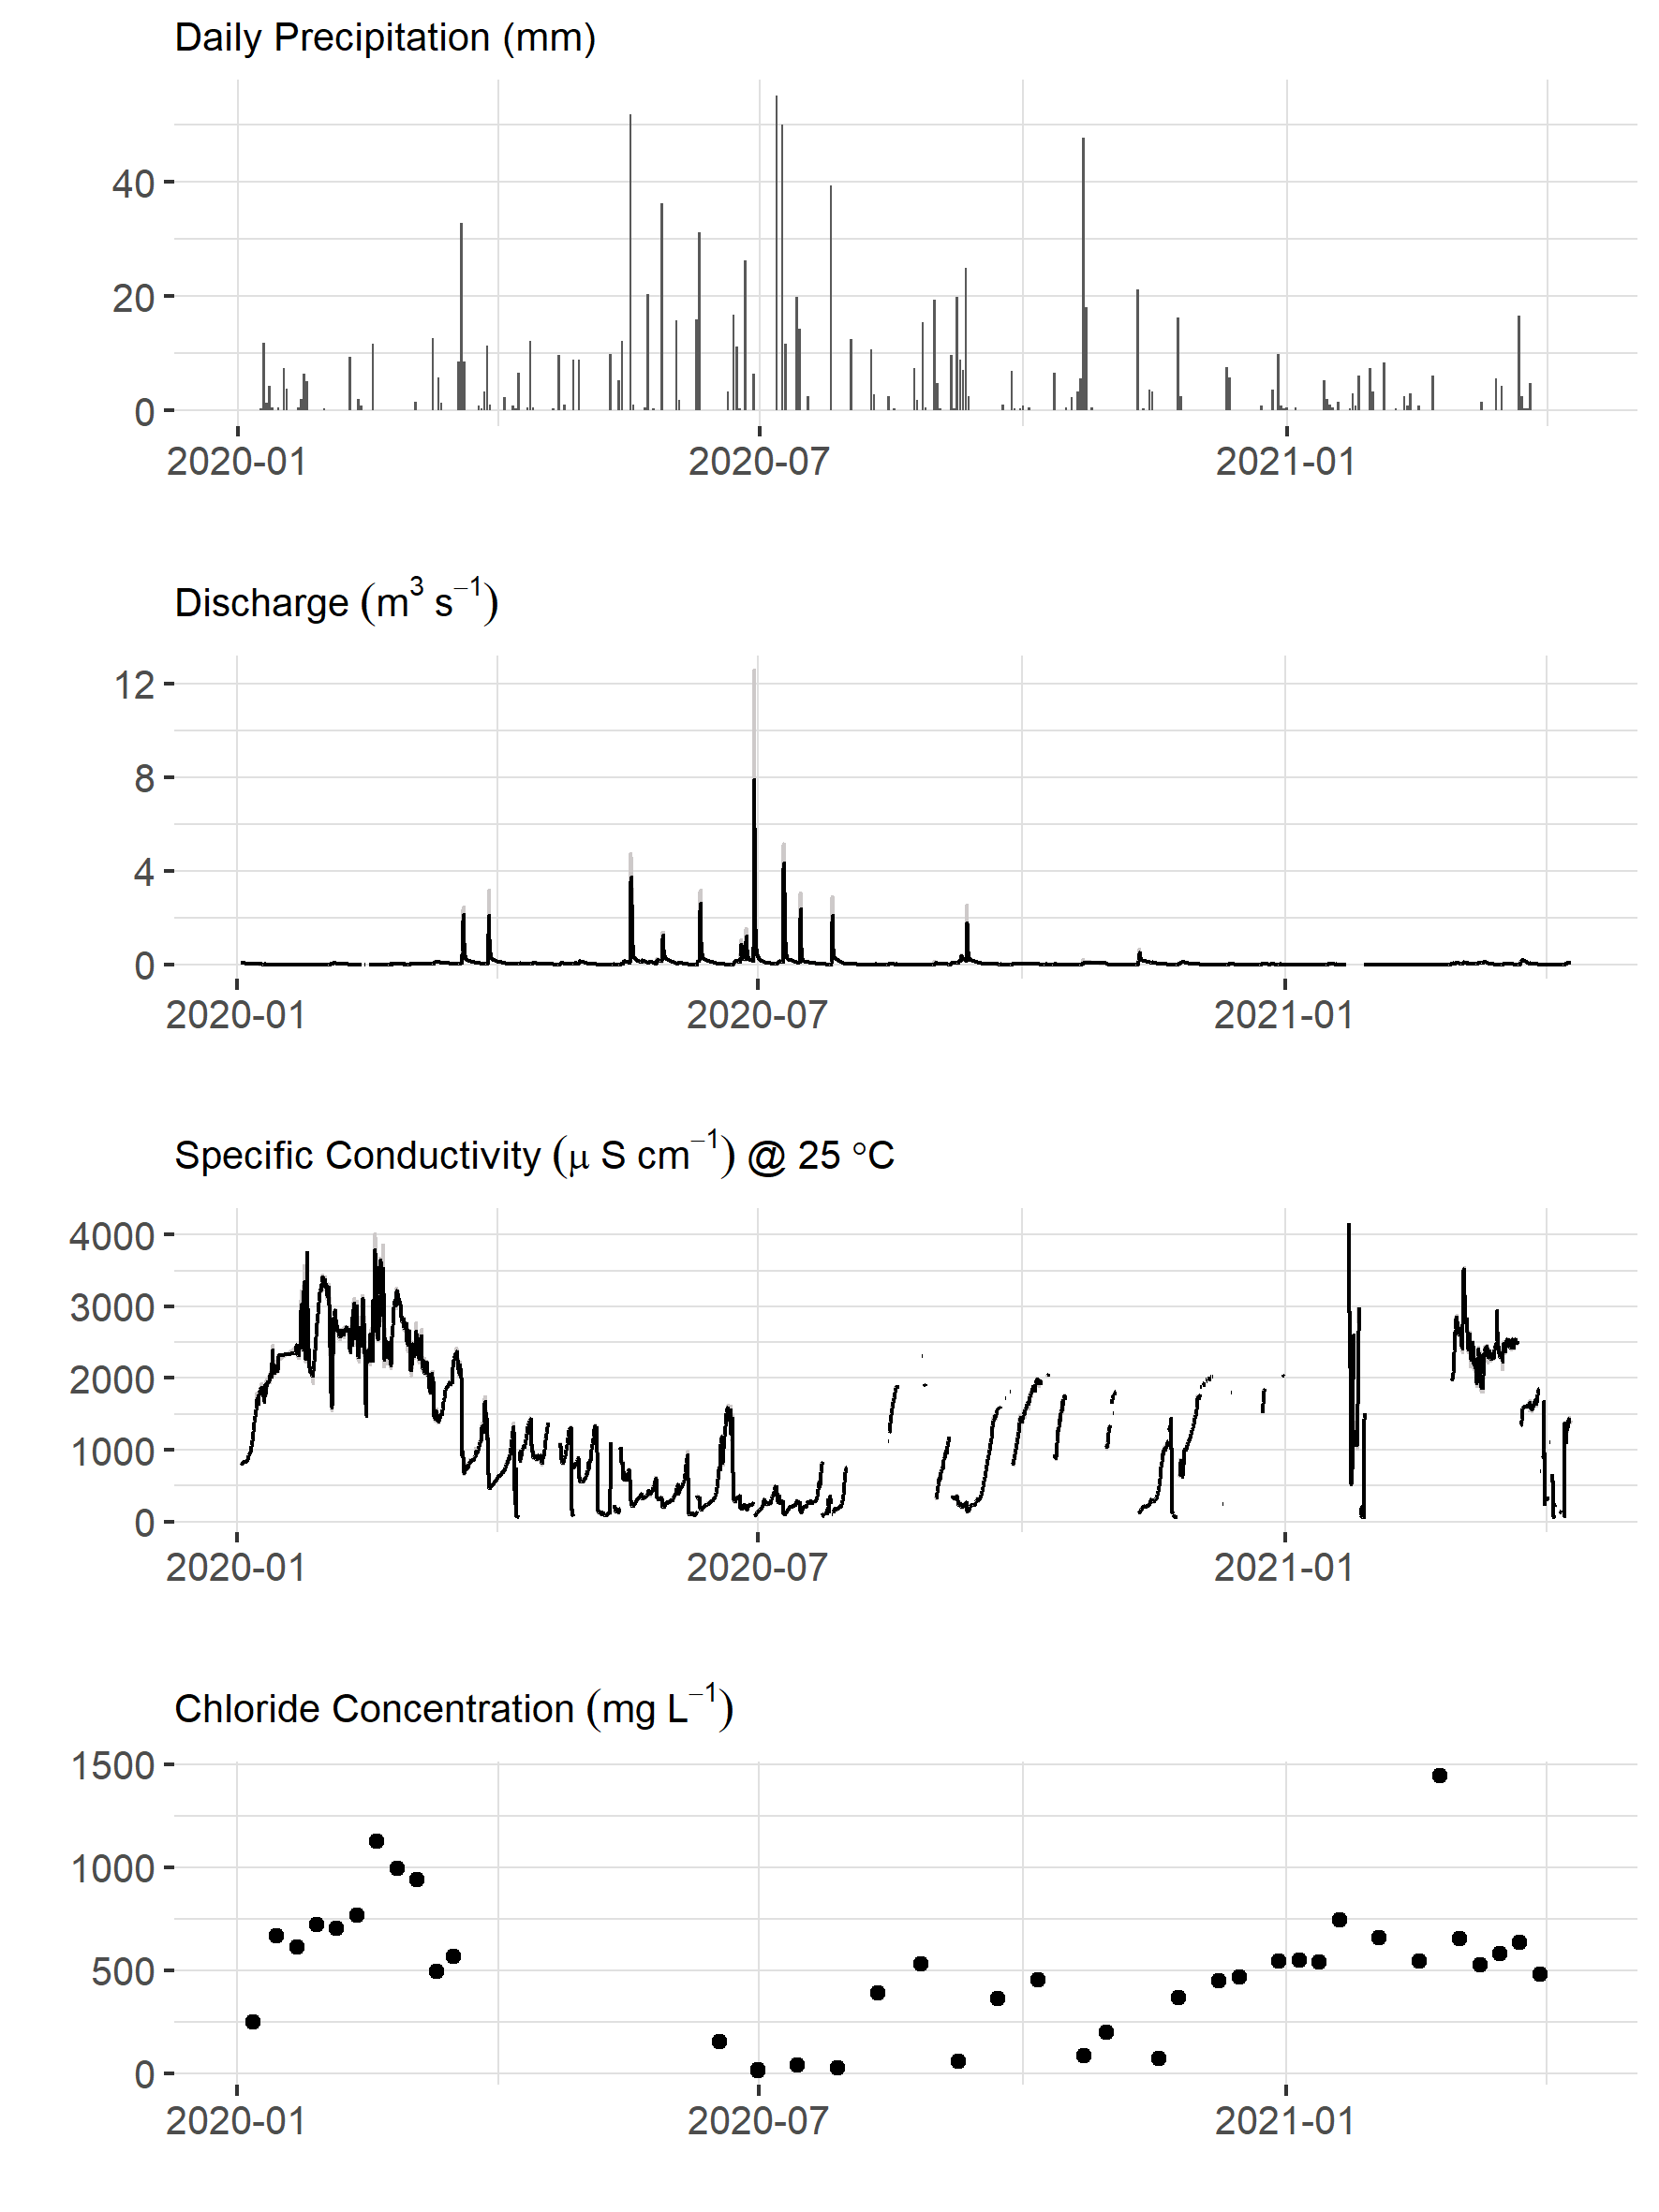 Daily Precipitation (mm)
40
20
0
2020-01 2020-07 2021-01
Discharge (m³ s⁻¹)
12
8
4
0
2020-01 2020-07 2021-01
Specific Conductivity (μ S cm⁻¹) @ 25 °C
4000
3000
2000
1000
0
2020-01 2020-07 2021-01
Chloride Concentration (mg L⁻¹)
1500
1000
500
0
2020-01 2020-07 2021-01